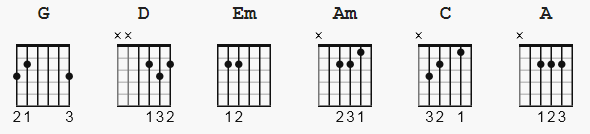 G D Em Am C A
x x x x x
21 3 132 12 231 32 1 123